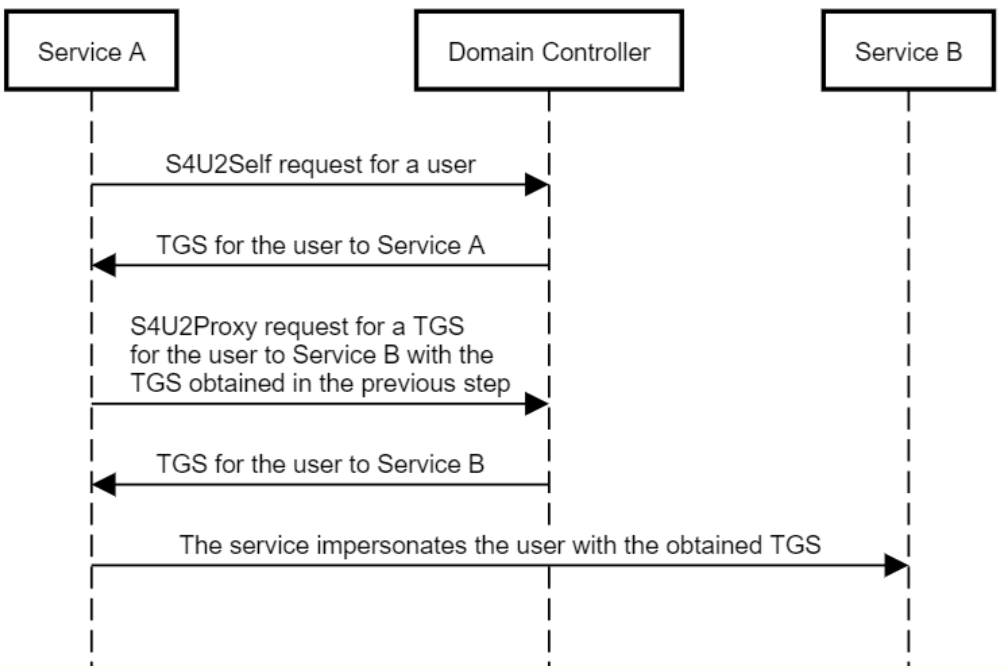 Service A
Domain Controller
Service B
S4U2Self request for a user
TGS for the user to Service A
S4U2Proxy request for a TGS
for the user to Service B with the
TGS obtained in the previous step
TGS for the user to Service B
The service impersonates the user with the obtained TGS